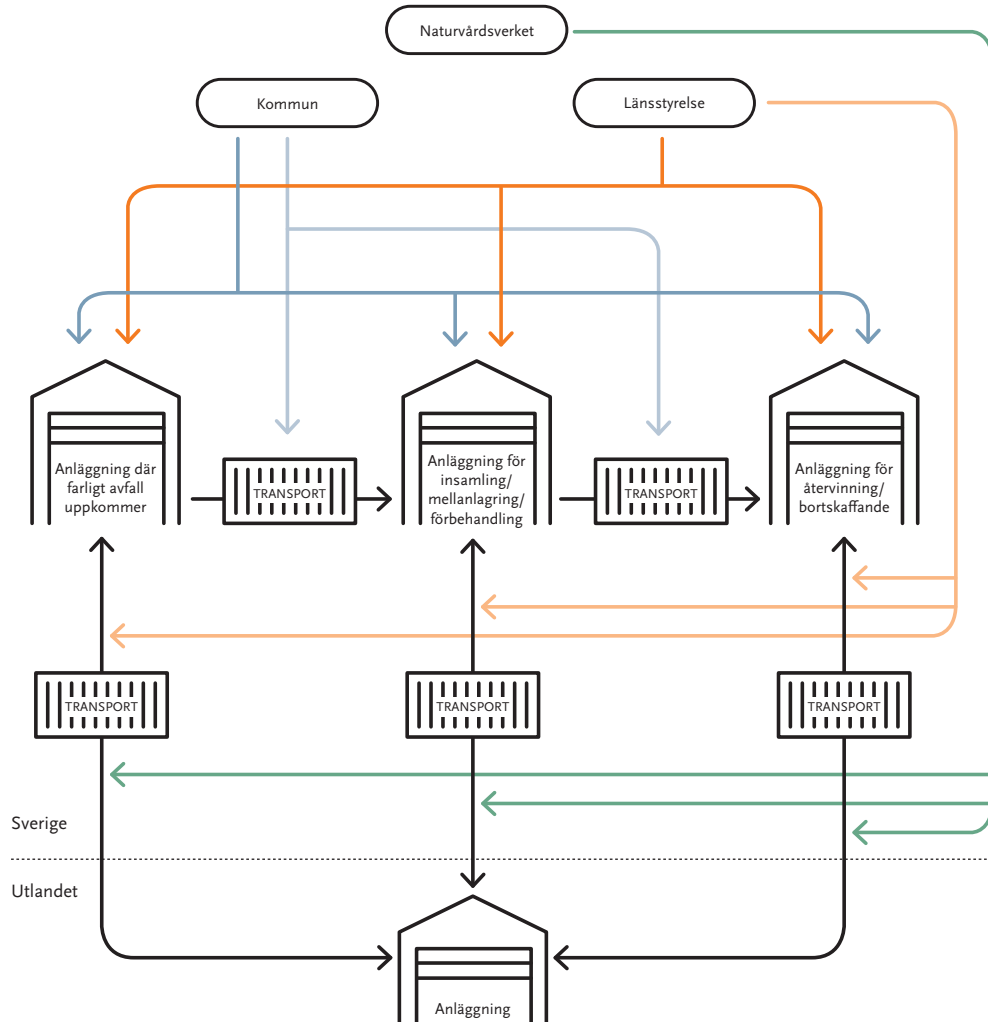 Naturvårdsverket
Kommun
Länsstyrelse
Anläggning där
farligt avfall
uppkommer
TRANSPORT
Anläggning för
insamling/
mellanlagring/
förbehandling
TRANSPORT
Anläggning för
återvinning/
bortskaffande
TRANSPORT
TRANSPORT
TRANSPORT
Sverige
Utlandet
Anläggning